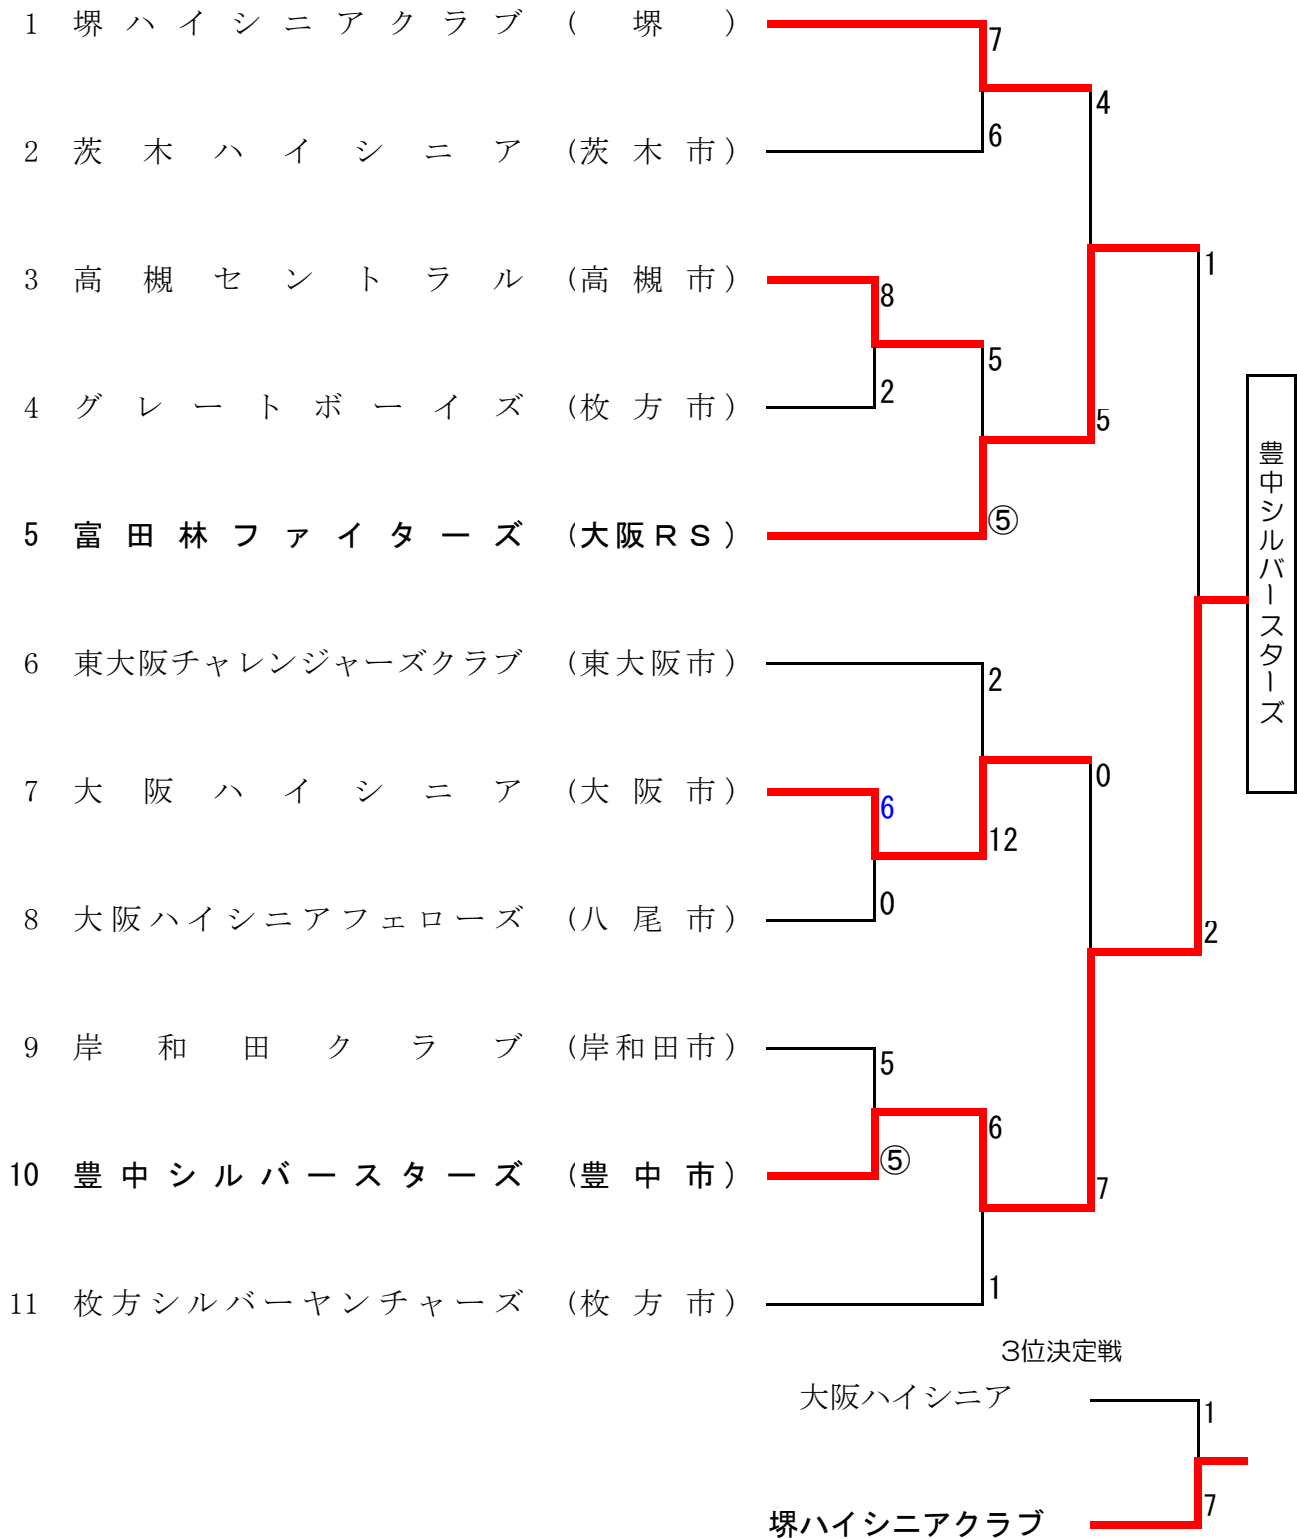 1 堺ハイシニアクラブ (堺)
7
4
2 茨木ハイシニア (茨木市)
6
3 高槻セントラル (高槻市)
8
1
5
4 グレートボーイズ (枚方市)
2
5
5 富田林ファイターズ (大阪RS)
⑤
豊中シルバースターズ
6 東大阪チャレンジャーズクラブ (東大阪市)
2
0
7 大阪ハイシニア (大阪市)
6
12
8 大阪ハイシニアフェローズ (八尾市)
0
2
9 岸和田クラブ (岸和田市)
5
6
10 豊中シルバースターズ (豊中市)
⑤
7
11 枚方シルバーヤンチャーズ (枚方市)
1
3位決定戦
大阪ハイシニア
1
堺ハイシニアクラブ
7